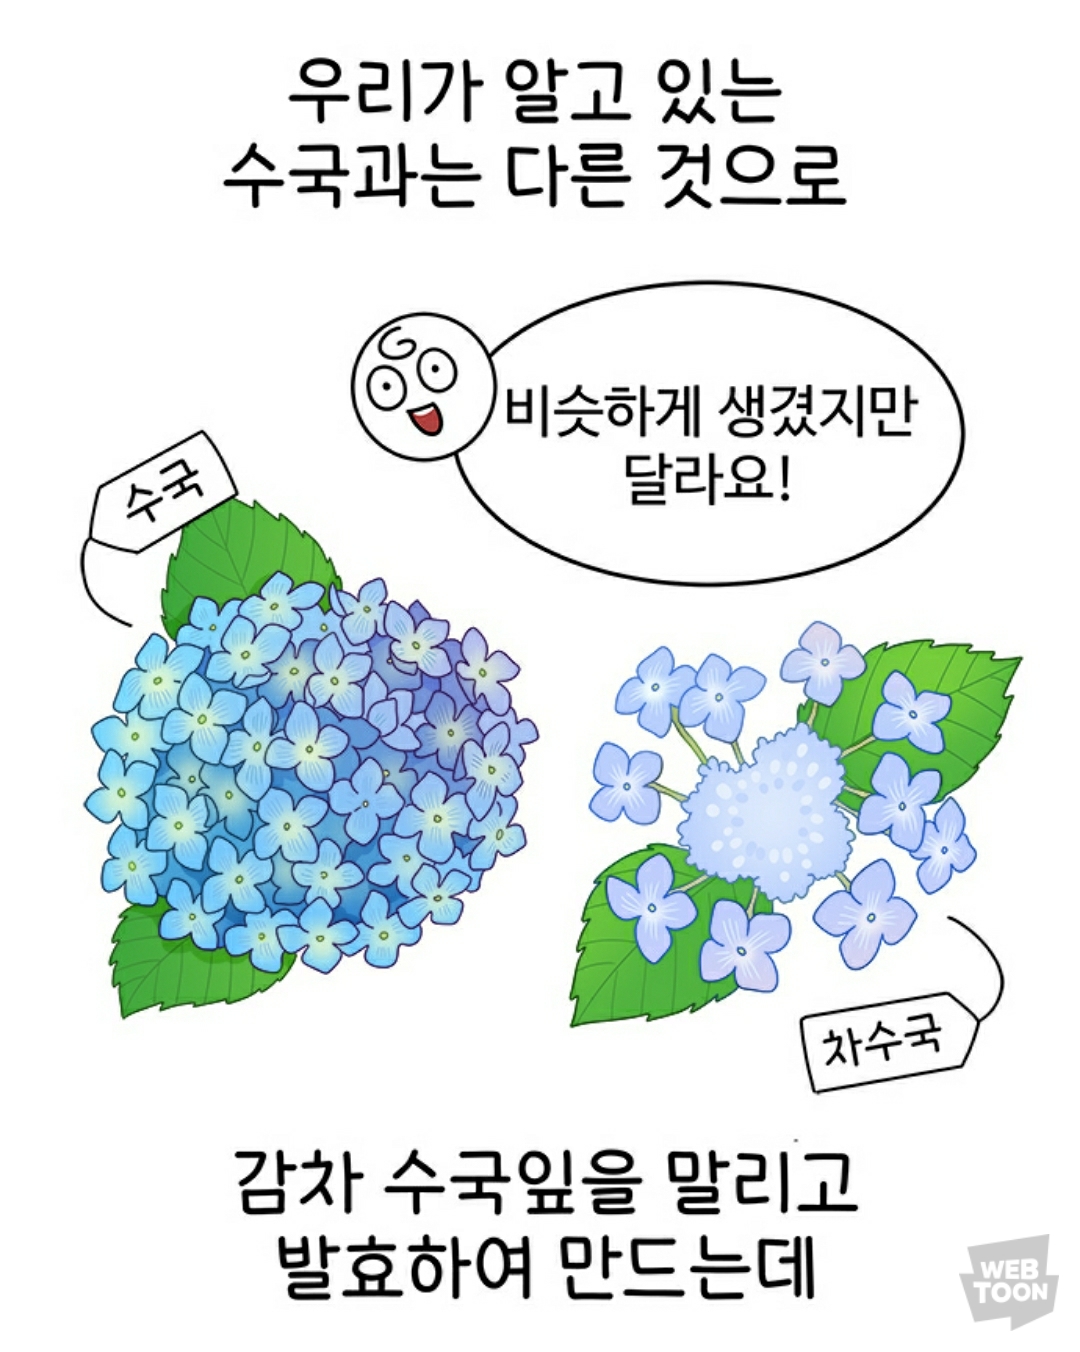 우리가 알고 있는
수국과는 다른 것으로
비슷하게 생겼지만
달라요!
수국
차수국
감차 수국잎을 말리고
발효하여 만드는데
WEB
TOON